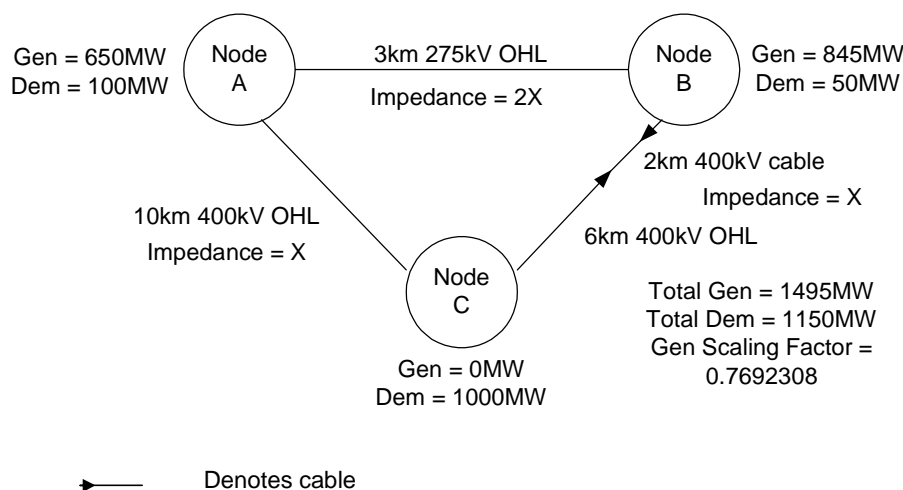 Node
A
Gen = 650MW
Dem = 100MW
3km 275kV OHL
Impedance = 2X
Node
B
Gen = 845MW
Dem = 50MW
2km 400kV cable
Impedance = X
6km 400kV OHL
10km 400kV OHL
Impedance = X
Node
C
Gen = 0MW
Dem = 1000MW
Total Gen = 1495MW
Total Dem = 1150MW
Gen Scaling Factor =
0.7692308
Denotes cable